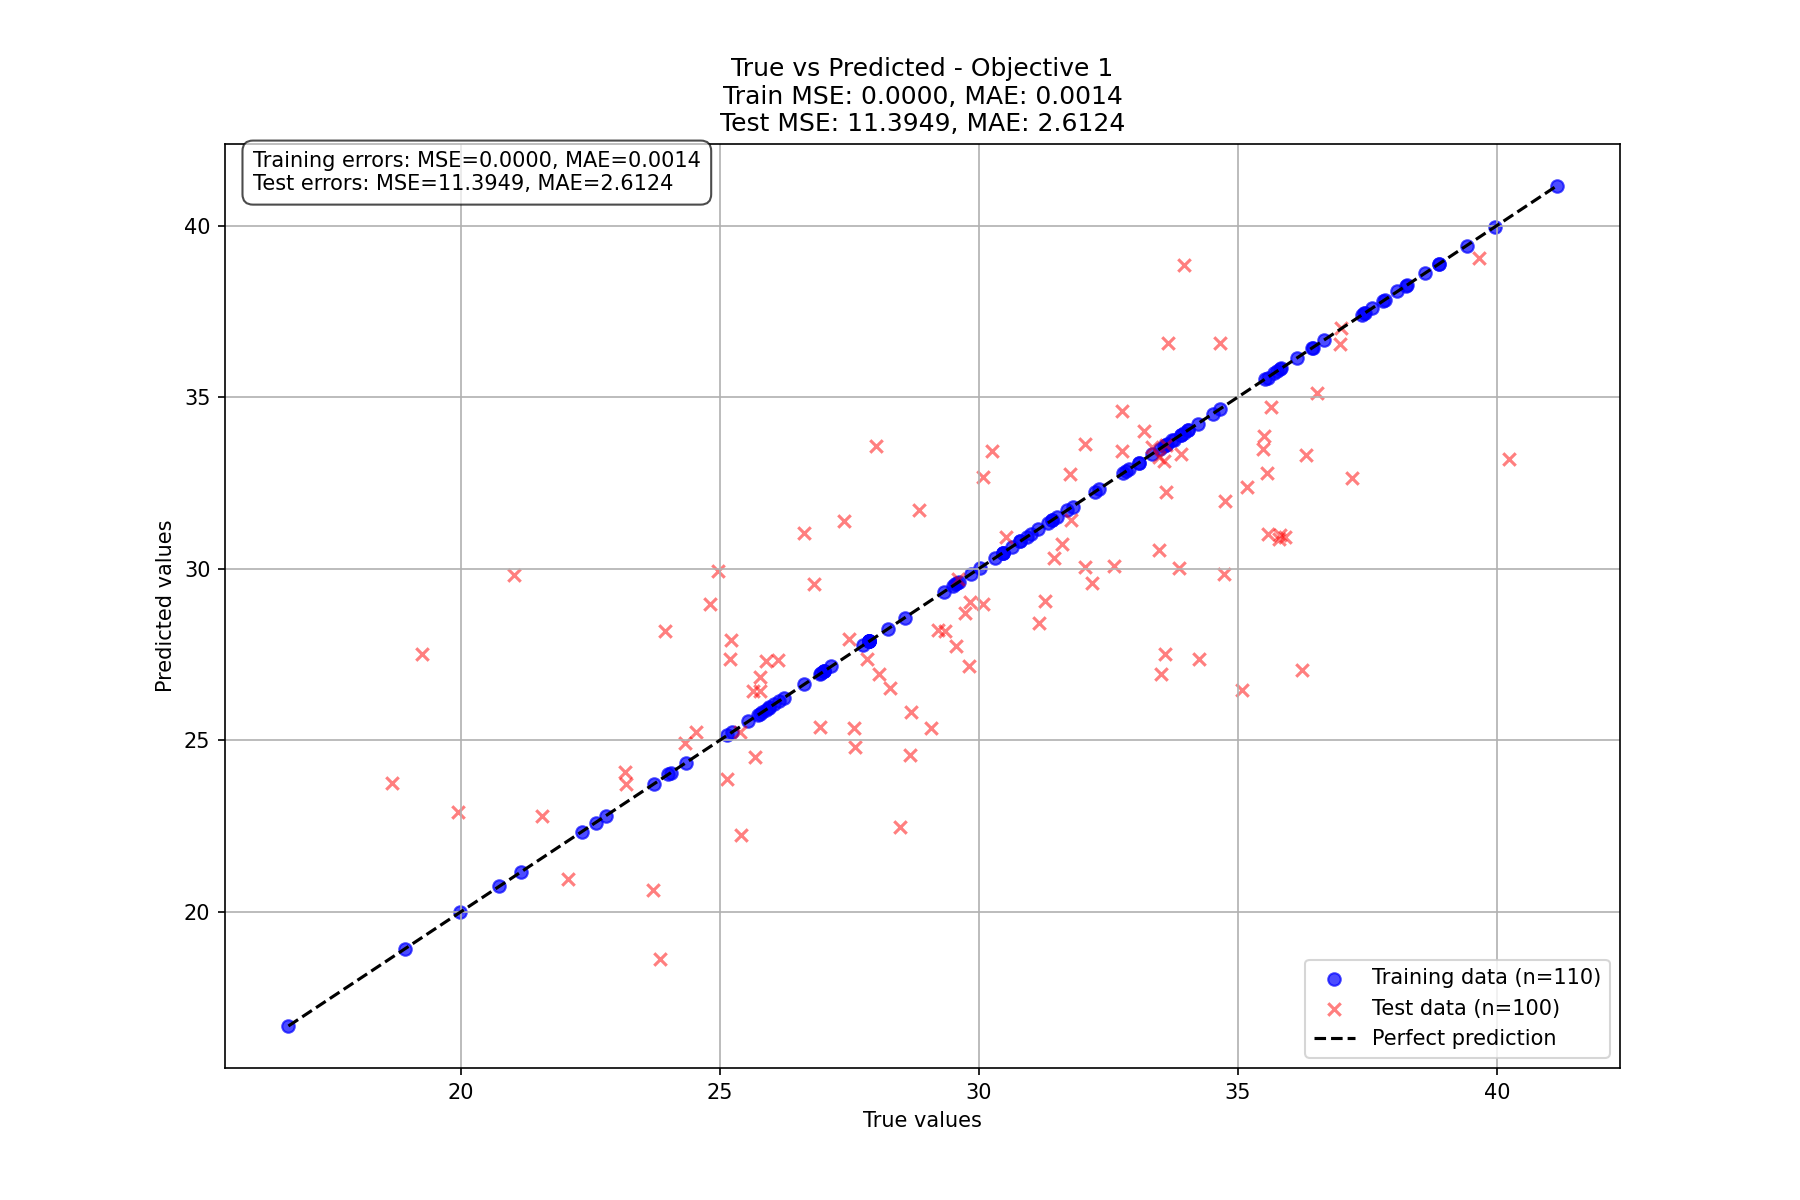 True vs Predicted - Objective 1
Train MSE: 0.0000, MAE: 0.0014
Test MSE: 11.3949, MAE: 2.6124
Training errors: MSE=0.0000, MAE=0.0014
Test errors: MSE=11.3949, MAE=2.6124
40
35
30
25
20
Predicted values
Training data (n=110)
Test data (n=100)
Perfect prediction
20 25 30 35 40
True values